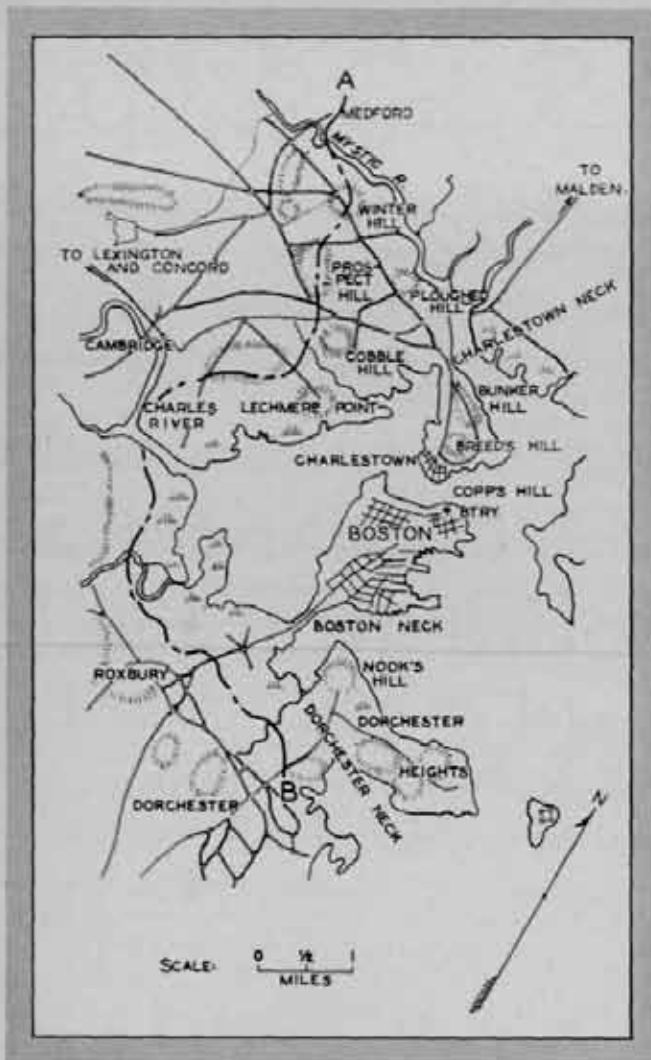 A
MEDFORD
MYSTIC R
TO
MALDEN
WINTER
HILL
TO LEXINGTON
AND CONCORD
PROS-
PECT
HILL
PLOUGHED
HILL
CHARLESTOWN NECK
CAMBRIDGE
COBBLE
HILL
BUNKER
HILL
CHARLES
RIVER
LECHMERE POINT
BREED'S HILL
CHARLESTOWN
COPP'S HILL
BTRY
BOSTON
BOSTON NECK
ROXBURY
NOOK'S
HILL
DORCHESTER
HEIGHTS
DORCHESTER NECK
DORCHESTER
B
N
SCALE:
0 ½ 1
MILES